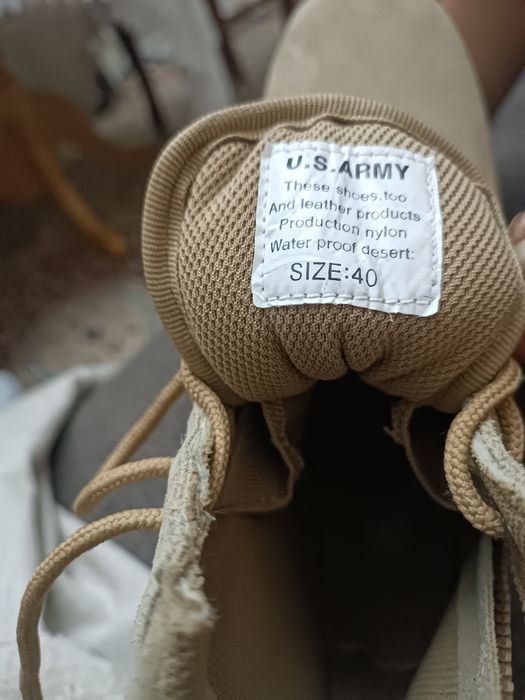 U.S.ARMY
These shoes,too
And leather products
Production nylon
Water proof desert:
SIZE:40